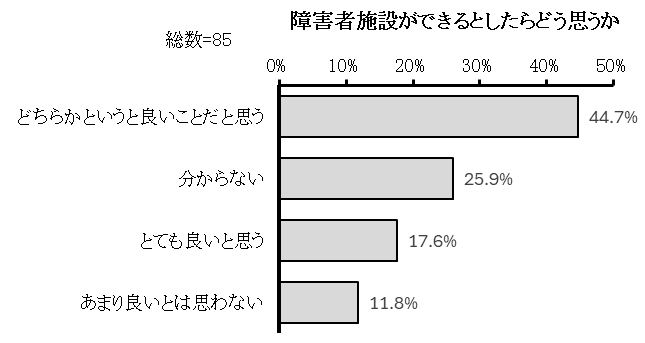 障害者施設ができるとしたらどう思うか
総数=85
0% 10% 20% 30% 40% 50%
どちらかというと良いことだと思う 44.7%
分からない 25.9%
とても良いと思う 17.6%
あまり良いとは思わない 11.8%